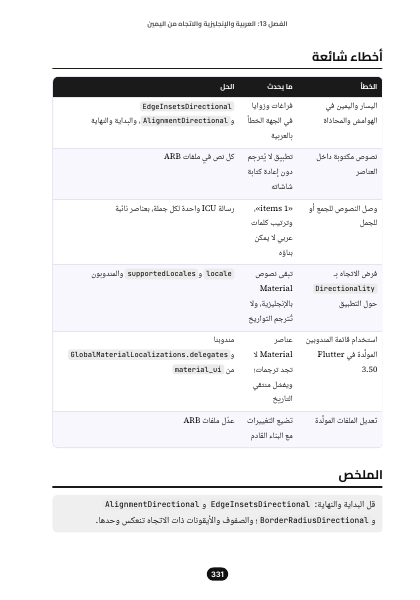 الفصل 13: العربية والإنجليزية والاتجاه من اليمين
أخطاء شائعة
الخطأ ما يحدث الحل
اليسار واليمين في الهوامش والمحاذاة
فراغات وزوايا في الجهة الخطأ بالعربية
EdgeInsetsDirectional
و AlignmentDirectional، والبداية والنهاية
نصوص مكتوبة داخل العناصر
تطبيق لا يُترجم دون إعادة كتابة شاشاته
كل نص في ملفات ARB
وصل النصوص للجمع أو للجمل
«1 items»، وترتيب كلمات عربي لا يمكن بناؤه
رسالة ICU واحدة لكل جملة، بعناصر نائبة
فرض الاتجاه بـ Directionality حول التطبيق
تبقى نصوص Material بالإنجليزية، ولا تُترجم التواريخ
locale و supportedLocales والمندوبون
استخدام قائمة المندوبين المولَّدة في Flutter 3.50
عناصر Material لا تجد ترجمات؛ ويفشل منتقي التاريخ
مندوبنا
و GlobalMaterialLocalizations.delegates
من material_ui
تعديل الملفات المولَّدة
تضيع التغييرات مع البناء القادم
عدّل ملفات ARB
الملخص
قل البداية والنهاية: EdgeInsetsDirectional و AlignmentDirectional
و BorderRadiusDirectional؛ والصفوف والأيقونات ذات الاتجاه تنعكس وحدها.
331